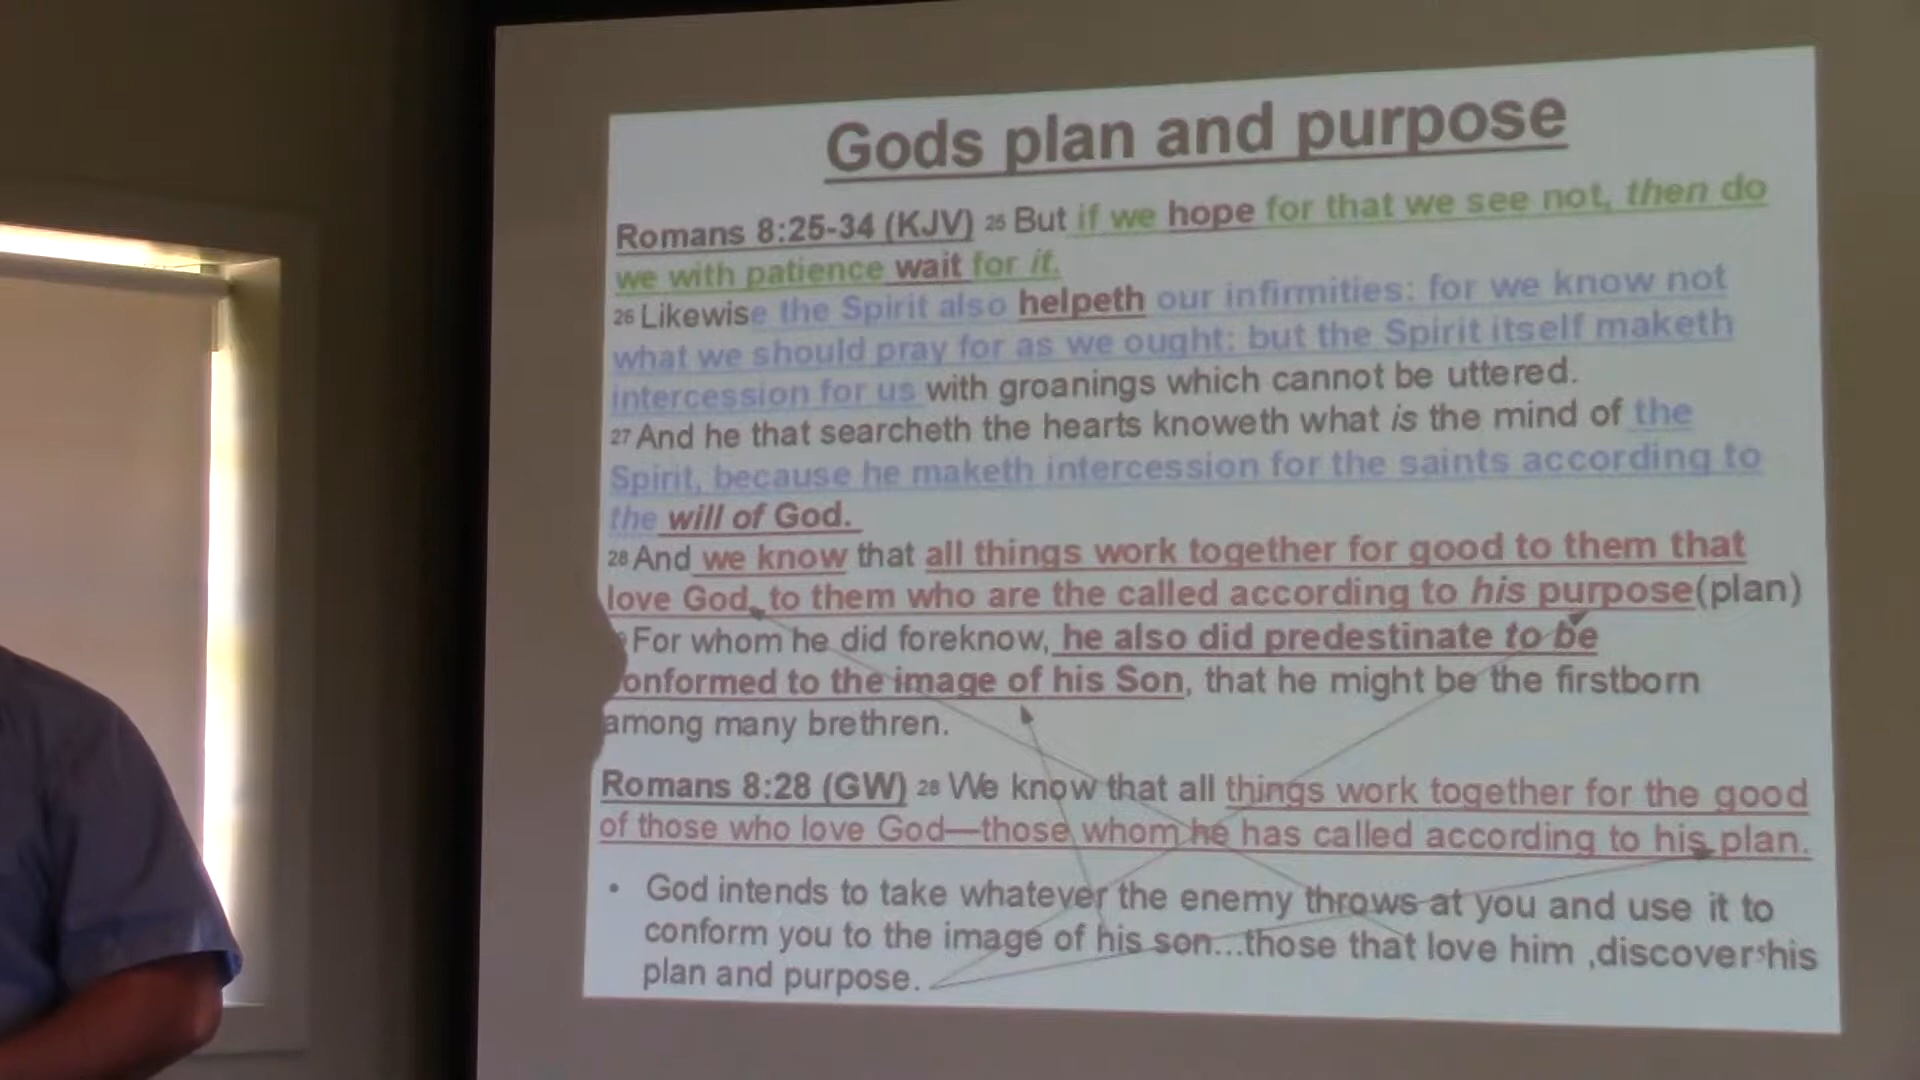 Gods plan and purpose
Romans 8:25-34 (KJV) 25 But if we hope for that we see not, then do
we with patience wait for it.
26 Likewise the Spirit also helpeth our infirmities: for we know not
what we should pray for as we ought: but the Spirit itself maketh
intercession for us with groanings which cannot be uttered.
27 And he that searcheth the hearts knoweth what is the mind of the
Spirit, because he maketh intercession for the saints according to
the will of God.
28 And we know that all things work together for good to them that
love God, to them who are the called according to his purpose(plan)
For whom he did foreknow, he also did predestinate to be
onformed to the image of his Son, that he might be the firstborn
among many brethren.
Romans 8:28 (GW) 28 We know that all things work together for the good
of those who love God—those whom he has called according to his plan.
• God intends to take whatever the enemy throws at you and use it to
conform you to the image of his son...those that love him ,discovers his
plan and purpose.